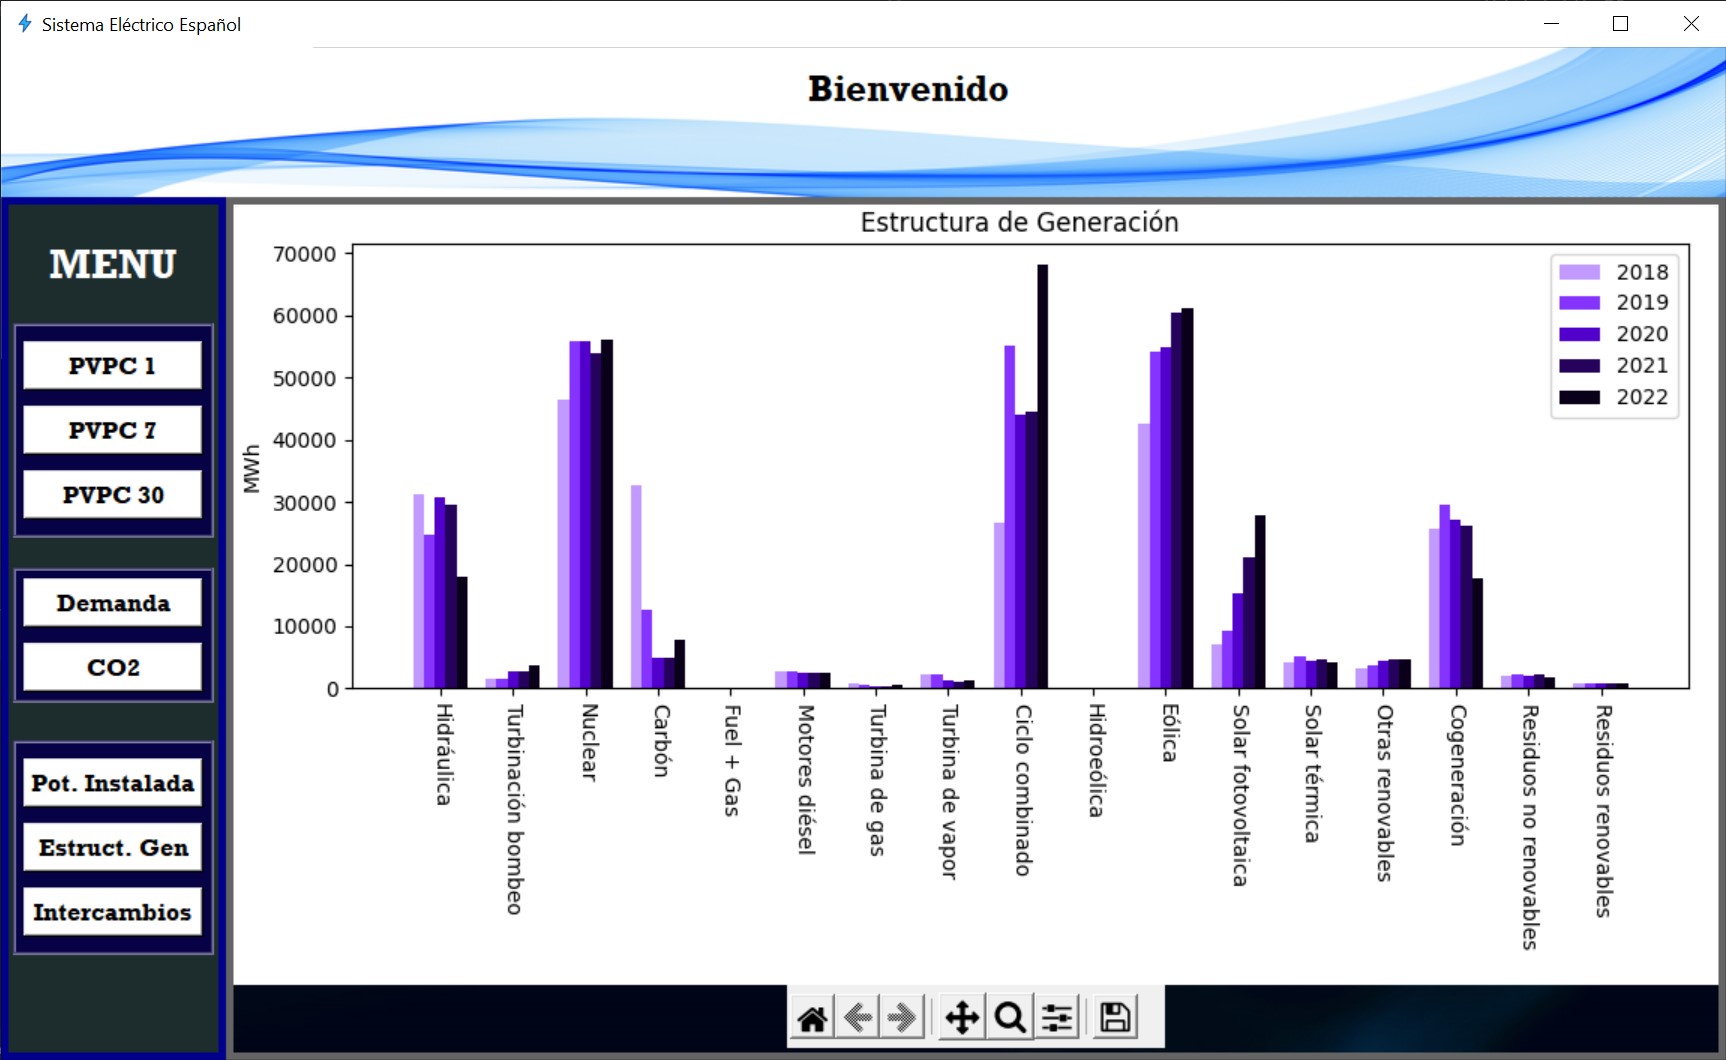 Sistema Eléctrico Español
Bienvenido
MENU
PVPC 1
PVPC 7
PVPC 30
Demanda
CO2
Pot. Instalada
Estruct. Gen
Intercambios
Estructura de Generación
MWh
70000
60000
50000
40000
30000
20000
10000
0
2018
2019
2020
2021
2022
Hidráulica
Turbinación bombeo
Nuclear
Carbón
Fuel + Gas
Motores diésel
Turbina de gas
Turbina de vapor
Ciclo combinado
Hidroeólica
Eólica
Solar fotovoltaica
Solar térmica
Otras renovables
Cogeneración
Residuos no renovables
Residuos renovables